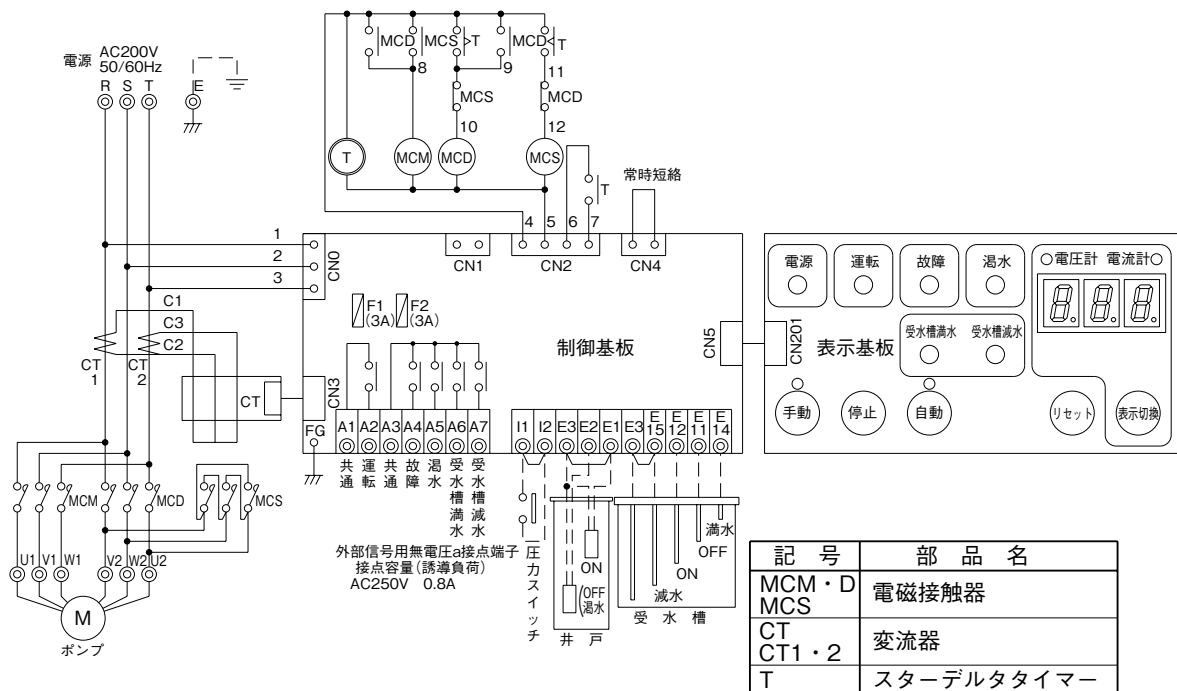 電源 AC200V
50/60Hz
R S T E
MCD MCS T MCD T
8 9 11
MCS MCD
10 12
T MCM MCD MCS
T
常時短絡
4 5 6 7
1
2
3
CN0
CN1 CN2 CN4
F1
(3A)
F2
(3A)
制御基板
CN5
CN201
表示基板
電源 運転 故障 渇水
電圧計 電流計
8.8.8.
受水槽満水 受水槽減水
手動 停止 自動 リセット 表示切換
C1
C3
C2
CT
1
CT
2
CT
CN3
FG
A1 A2 A3 A4 A5 A6 A7
共通 運転 共通 故障 渇水 受水槽満水 受水槽減水
I1 I2 E3 E2 E1 E3 E15 E12 E11 E14
外部信号用無電圧a接点端子
接点容量(誘導負荷)
AC250V 0.8A
圧力スイッチ
ON
(OFF
渇水
井戸
満水
OFF
ON
減水
受水槽
MCM MCD MCS
U1 V1 W1 V2 W2 U2
M
ポンプ
記号 部品名
MCM・D
MCS
電磁接触器
CT
CT1・2
変流器
T スターデルタタイマー